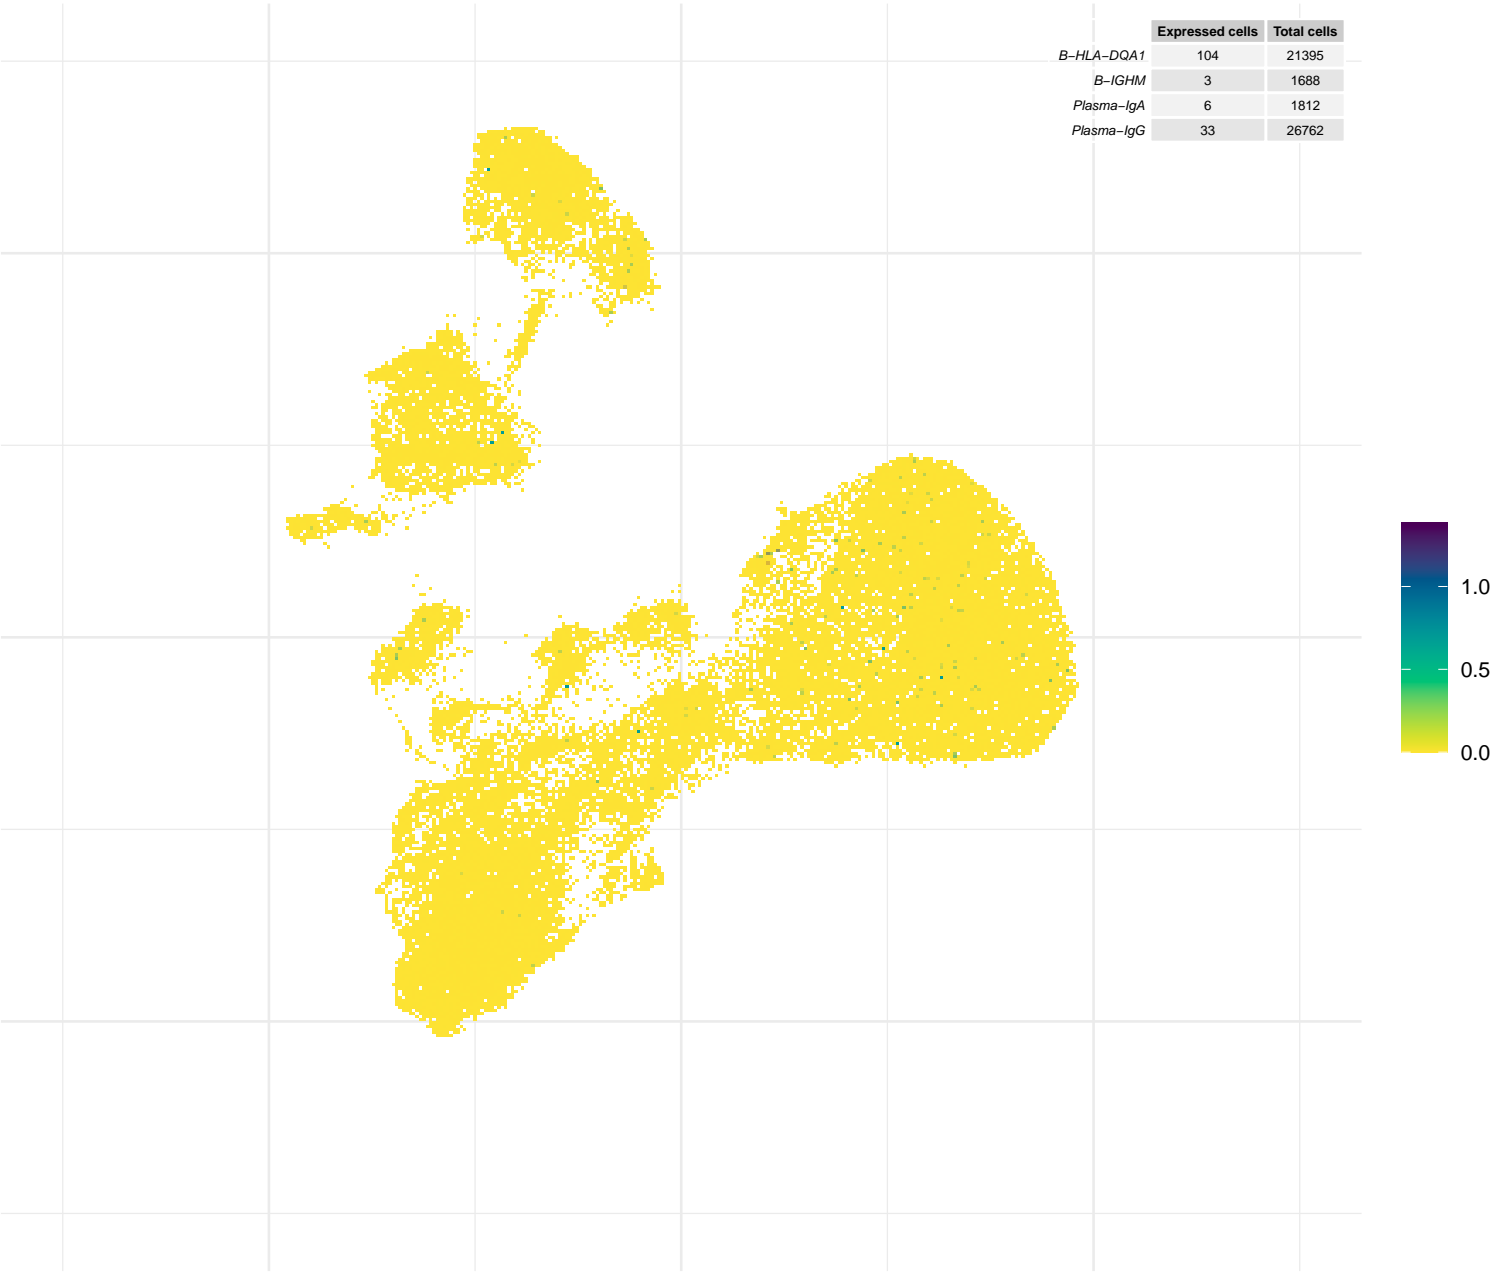 Expressed cells Total cells
B−HLA−DQA1 104 21395
B−IGHM 3 1688
Plasma−IgA 6 1812
Plasma−IgG 33 26762
1.0
0.5
0.0